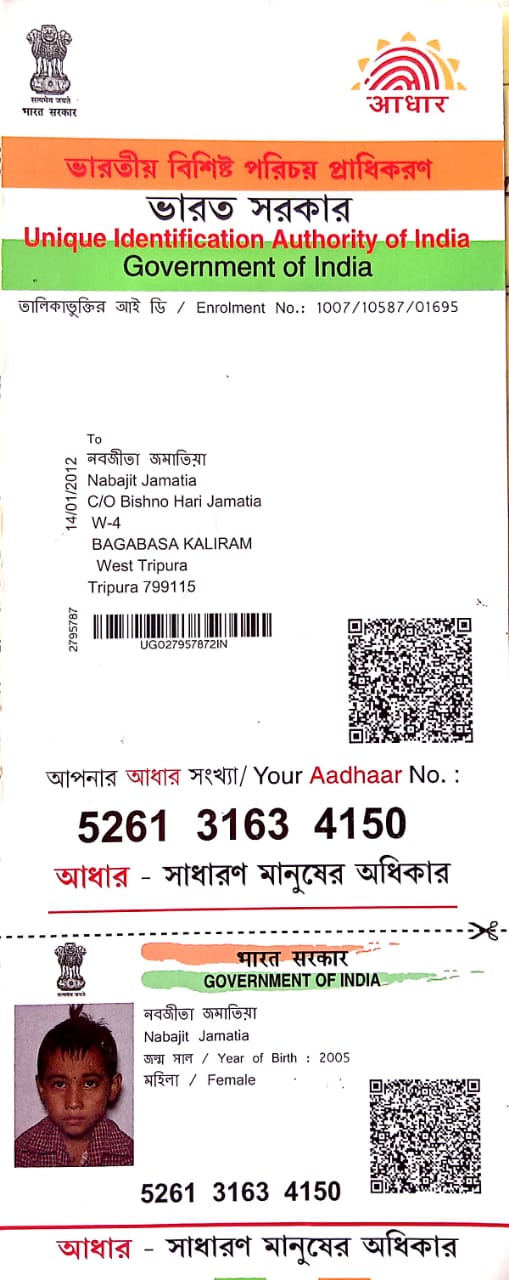 सत्यमेव जयते
भारत सरकार
आधार
ভারতীয় বিশিষ্ট পরিচয় প্রাধিকরণ
ভারত সরকার
Unique Identification Authority of India
Government of India
তালিকাভুক্তির আই ডি / Enrolment No.: 1007/10587/01695
To
নবজীতা জমাতিয়া
Nabajit Jamatia
C/O Bishno Hari Jamatia
W-4
BAGABASA KALIRAM
West Tripura
Tripura 799115
14/01/2012
2795787
UG027957872IN
আপনার আধার সংখ্যা/ Your Aadhaar No. :
5261 3163 4150
আধার - সাধারণ মানুষের অধিকার
सत्यमेव जयते
भारत सरकार
GOVERNMENT OF INDIA
নবজীতা জমাতিয়া
Nabajit Jamatia
জন্ম সাল / Year of Birth : 2005
মহিলা / Female
5261 3163 4150
আধার - সাধারণ মানুষের অধিকার